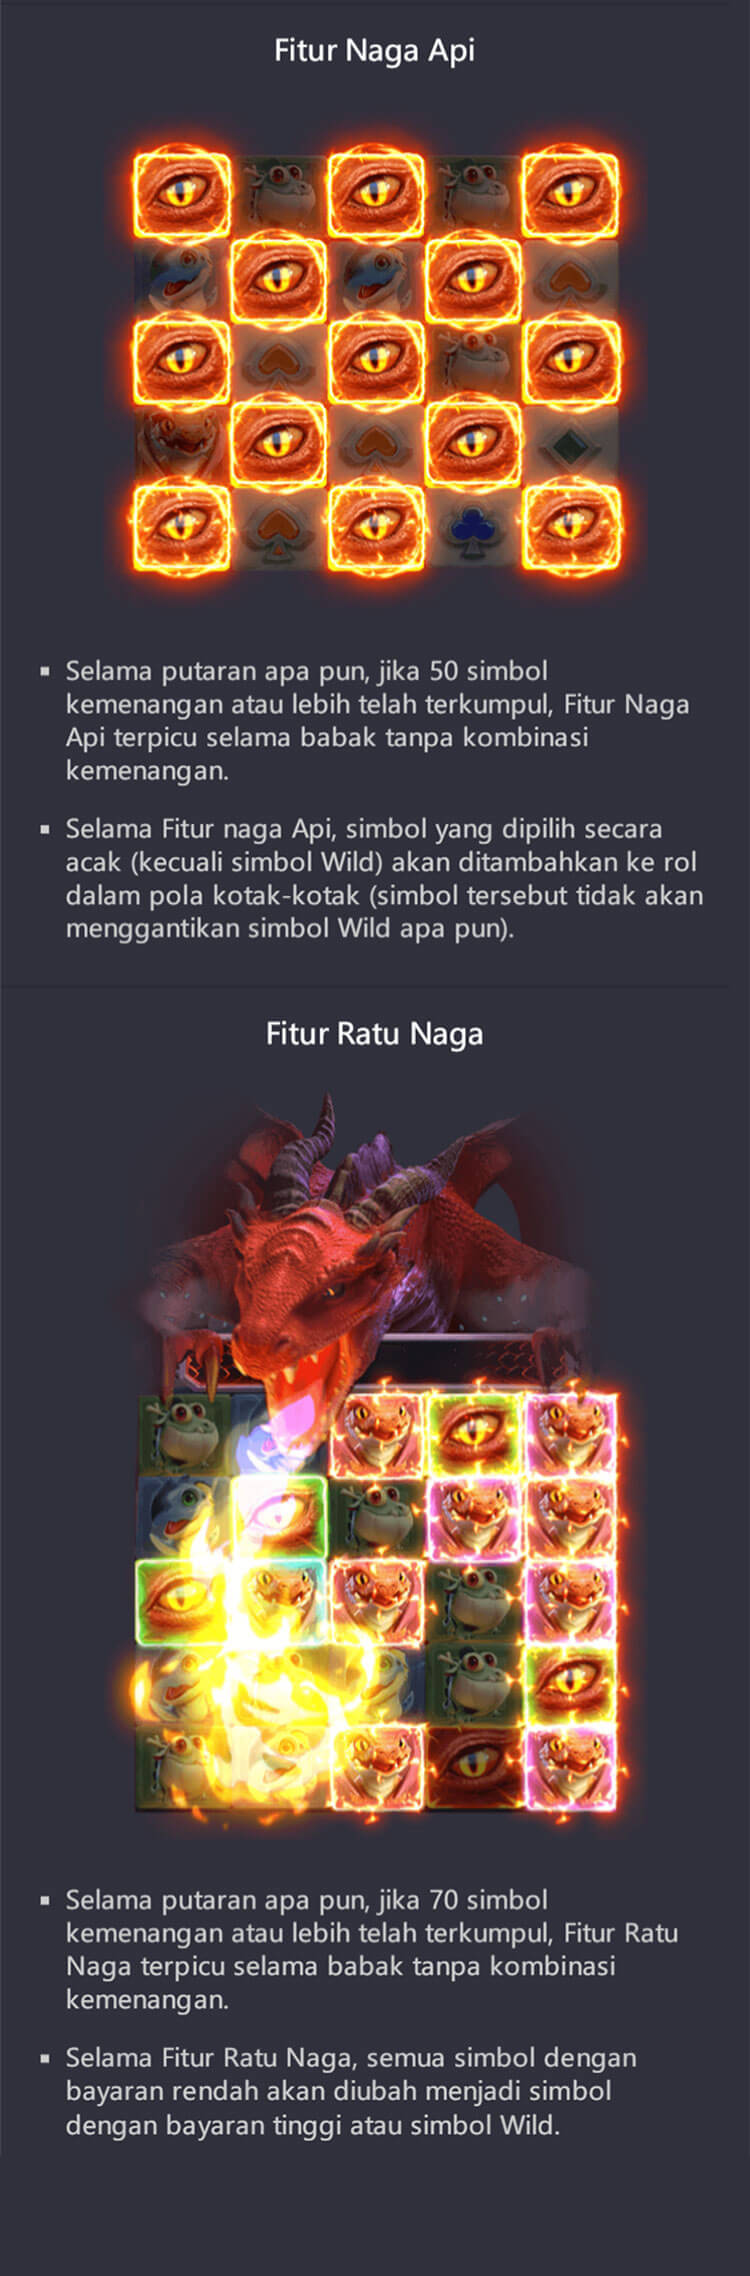 Fitur Naga Api
▪ Selama putaran apa pun, jika 50 simbol
kemenangan atau lebih telah terkumpul, Fitur Naga
Api terpicu selama babak tanpa kombinasi
kemenangan.
▪ Selama Fitur naga Api, simbol yang dipilih secara
acak (kecuali simbol Wild) akan ditambahkan ke rol
dalam pola kotak-kotak (simbol tersebut tidak akan
menggantikan simbol Wild apa pun).
Fitur Ratu Naga
▪ Selama putaran apa pun, jika 70 simbol
kemenangan atau lebih telah terkumpul, Fitur Ratu
Naga terpicu selama babak tanpa kombinasi
kemenangan.
▪ Selama Fitur Ratu Naga, semua simbol dengan
bayaran rendah akan diubah menjadi simbol
dengan bayaran tinggi atau simbol Wild.